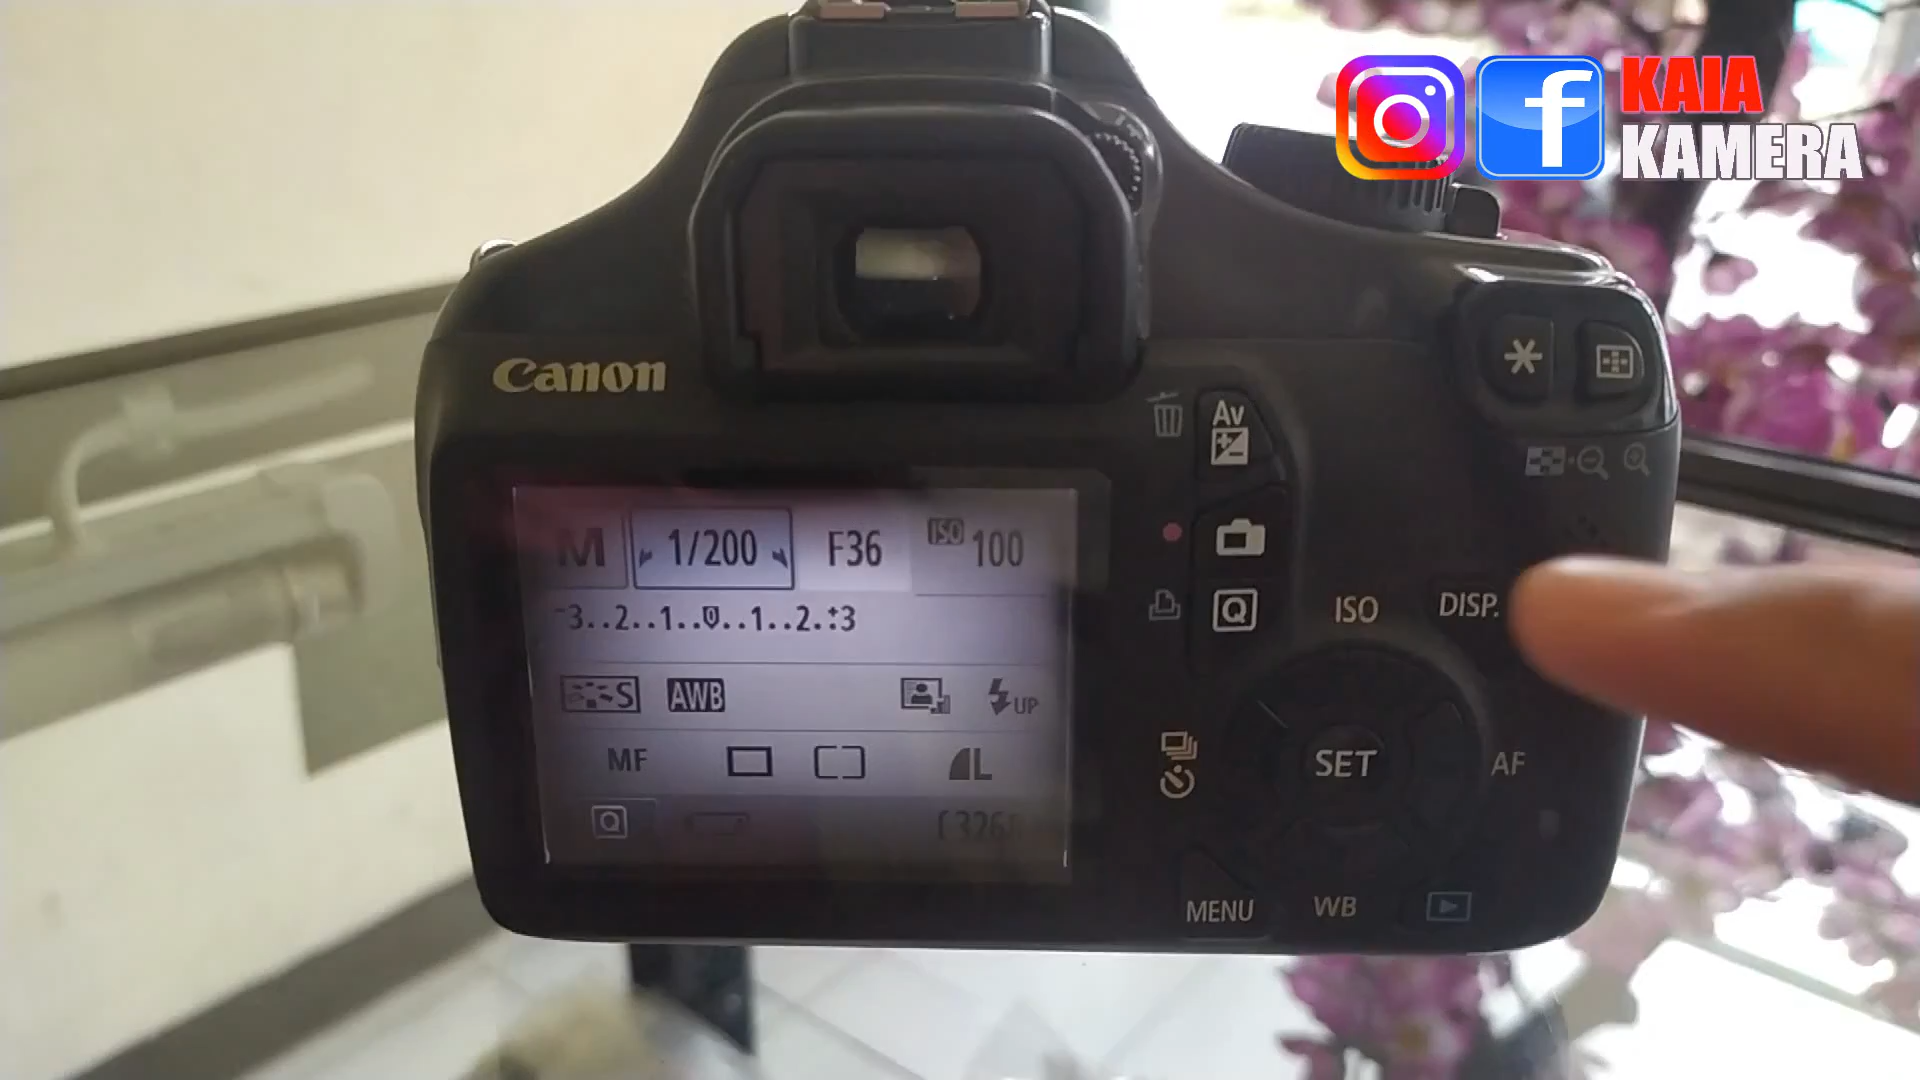 KAIA
KAMERA
Canon
Av
M 1/200 F36 ISO 100
-3..2..1..0..1..2.:+3
S AWB UP
MF L
Q
Q
ISO DISP.
SET AF
MENU WB